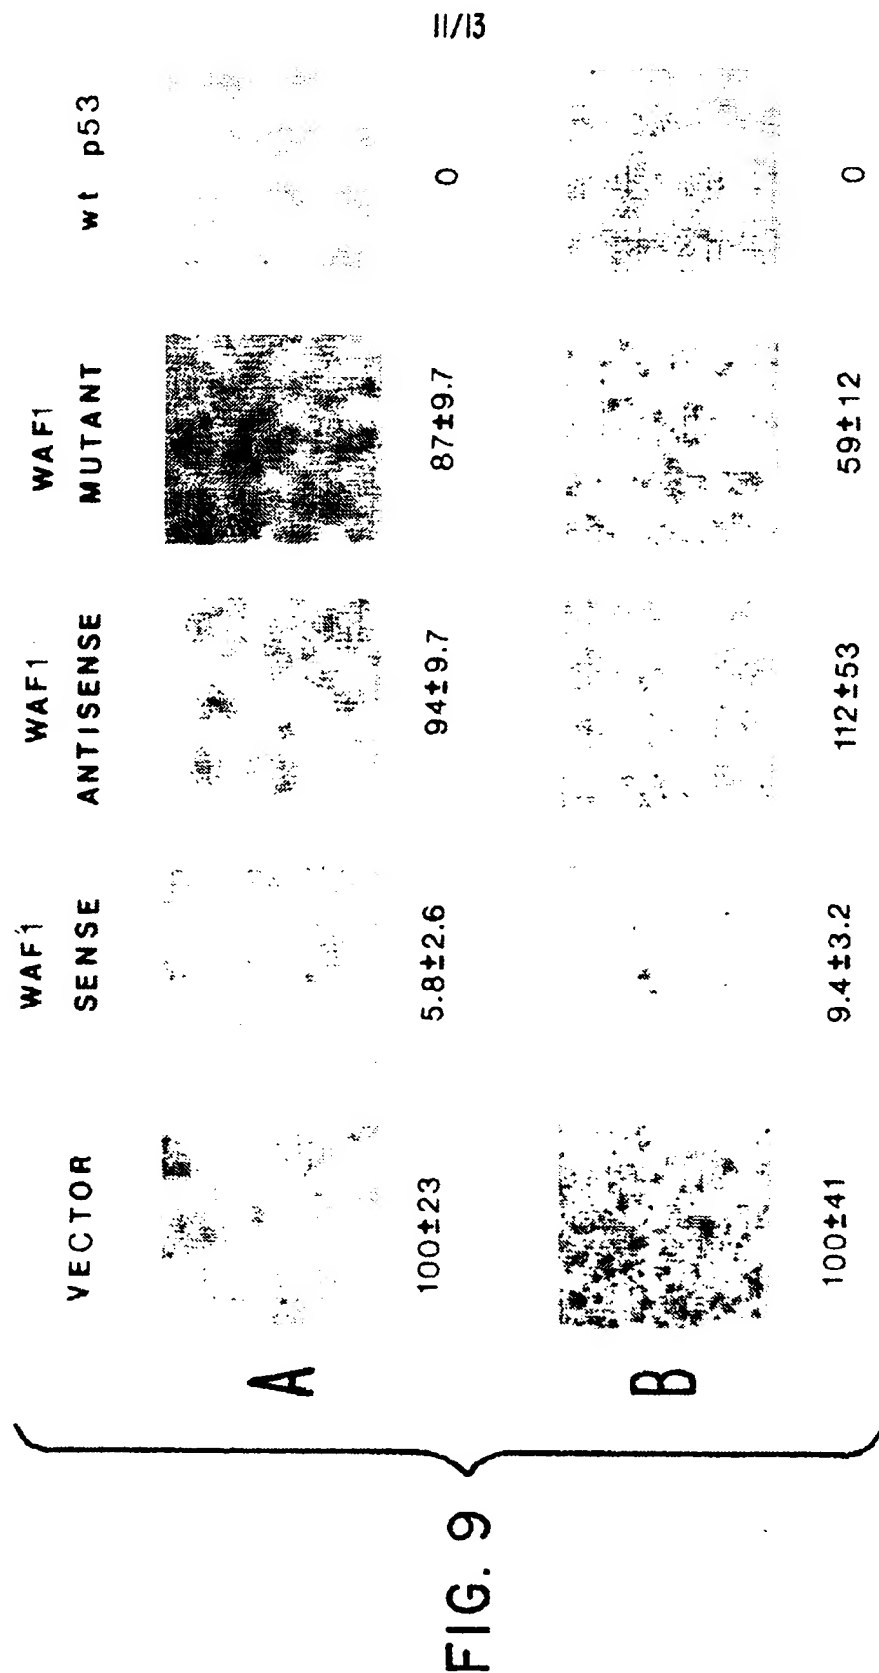 11/13
VECTOR
WAF1 SENSE
WAF1 ANTISENSE
WAF1 MUTANT
wt p53
A
100±23
5.8±2.6
94±9.7
87±9.7
0
B
100±41
9.4±3.2
112±53
59±12
0
FIG. 9